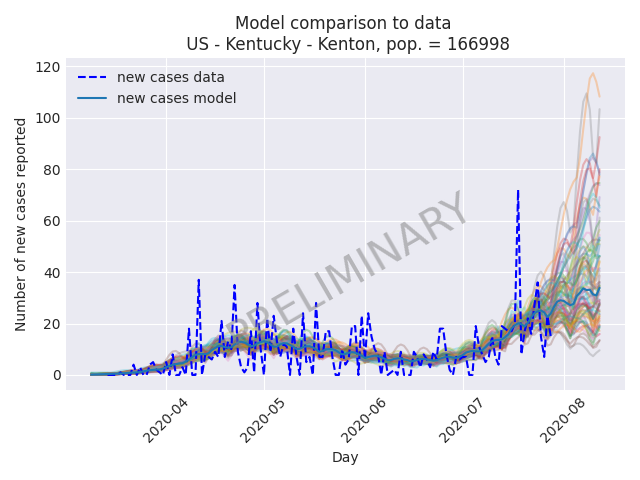 Model comparison to data
US - Kentucky - Kenton, pop. = 166998
120
100
80
60
40
20
0
Number of new cases reported
new cases data
new cases model
PRELIMINARY
2020-04
2020-05
2020-06
2020-07
2020-08
Day